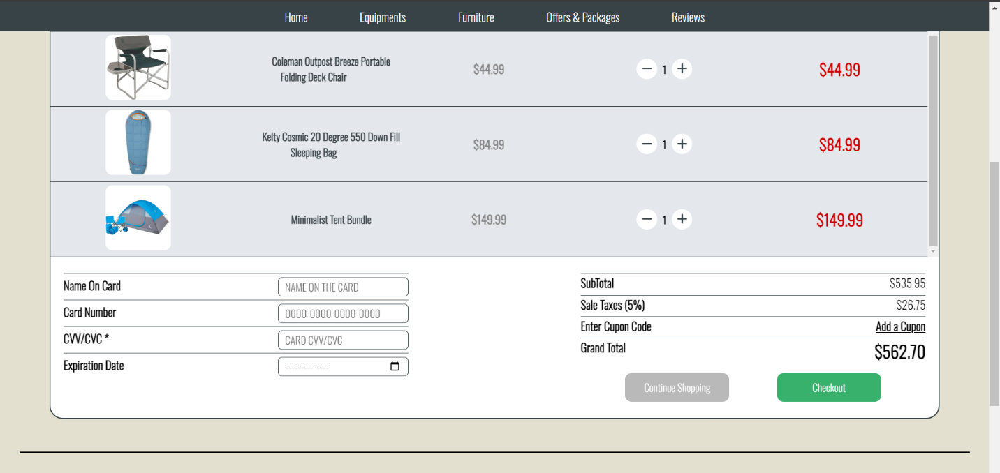 Home Equipments Furniture Offers & Packages Reviews
Coleman Outpost Breeze Portable
Folding Deck Chair
$44.99
1
$44.99
Kelty Cosmic 20 Degree 550 Down Fill
Sleeping Bag
$84.99
1
$84.99
Minimalist Tent Bundle
$149.99
1
$149.99
Name On Card
NAME ON THE CARD
Card Number
0000-0000-0000-0000
CVV/CVC *
CARD CVV/CVC
Expiration Date
--------- ----
SubTotal
$535.95
Sale Taxes (5%)
$26.75
Enter Cupon Code
Add a Cupon
Grand Total
$562.70
Continue Shopping
Checkout